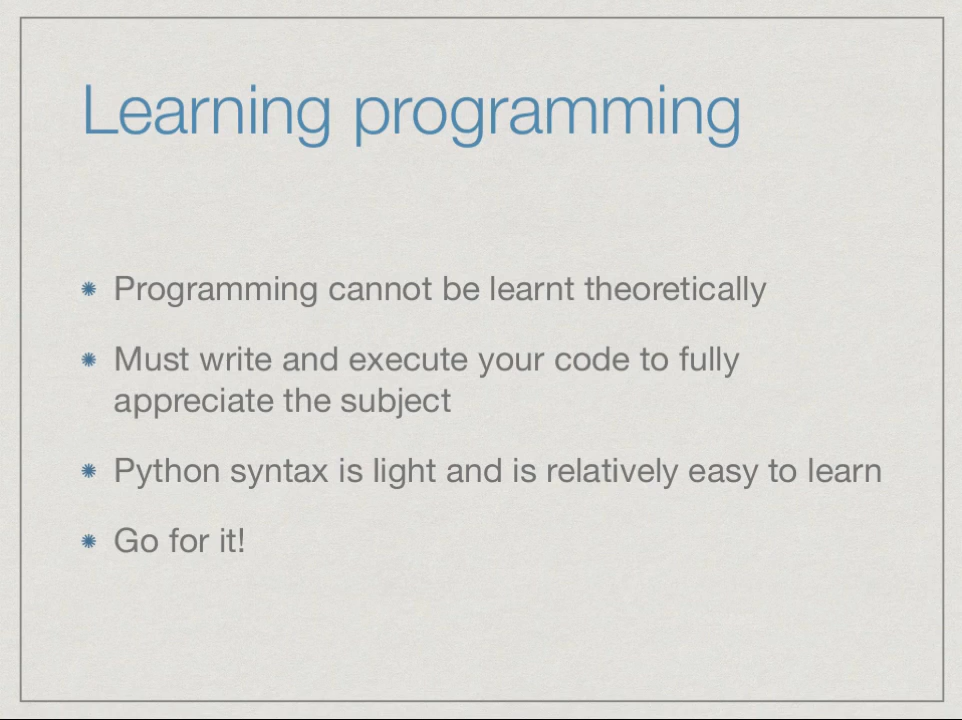 Learning programming
Programming cannot be learnt theoretically
Must write and execute your code to fully
appreciate the subject
Python syntax is light and is relatively easy to learn
Go for it!